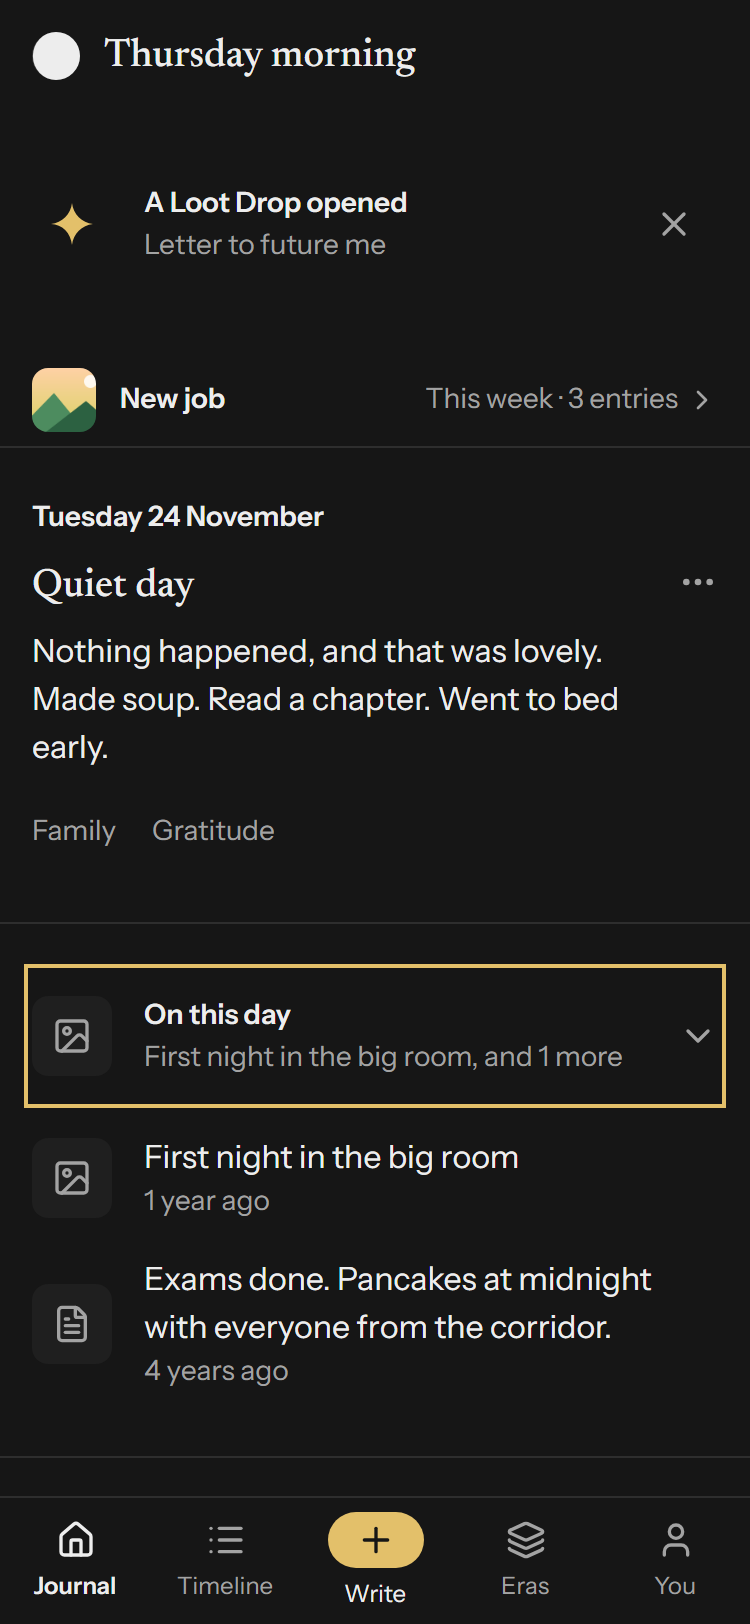 Thursday morning
A Loot Drop opened
Letter to future me
New job
This week · 3 entries
Tuesday 24 November
Quiet day
Nothing happened, and that was lovely.
Made soup. Read a chapter. Went to bed
early.
Family Gratitude
On this day
First night in the big room, and 1 more
First night in the big room
1 year ago
Exams done. Pancakes at midnight
with everyone from the corridor.
4 years ago
Journal Timeline Write Eras You